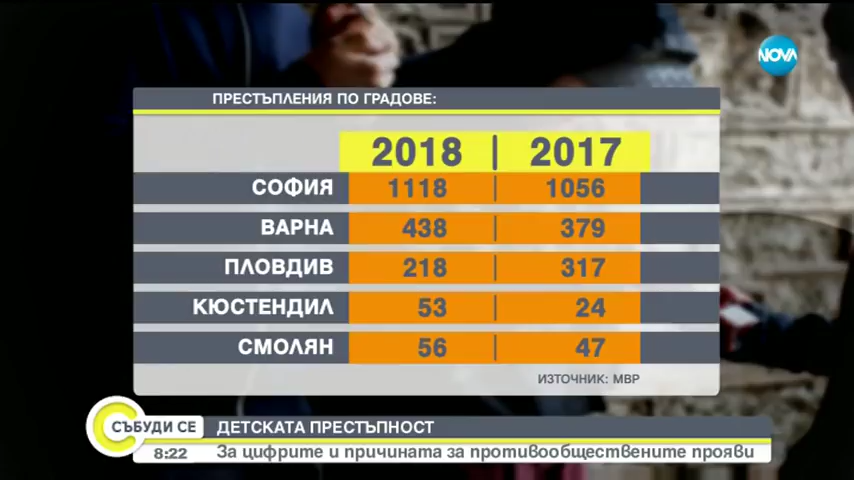 NOVA
ПРЕСТЪПЛЕНИЯ ПО ГРАДОВЕ:
2018 | 2017
СОФИЯ 1118 | 1056
ВАРНА 438 | 379
ПЛОВДИВ 218 | 317
КЮСТЕНДИЛ 53 | 24
СМОЛЯН 56 | 47
ИЗТОЧНИК: МВР
СЪБУДИ СЕ ДЕТСКАТА ПРЕСТЪПНОСТ
8:22 За цифрите и причината за противообществените прояви